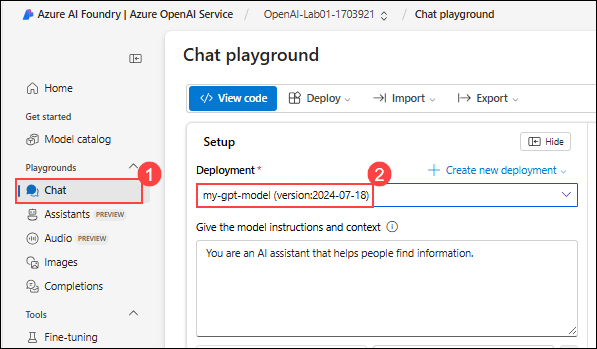 Azure AI Foundry | Azure OpenAI Service / OpenAI-Lab01-1703921 / Chat playground
Home
Get started
Model catalog
Playgrounds
1
Chat
Assistants PREVIEW
Audio PREVIEW
Images
Completions
Tools
Fine-tuning
Chat playground
</> View code
Deploy
Import
Export
Setup
Hide
Deployment *
2
Create new deployment
my-gpt-model (version:2024-07-18)
Give the model instructions and context
You are an AI assistant that helps people find information.